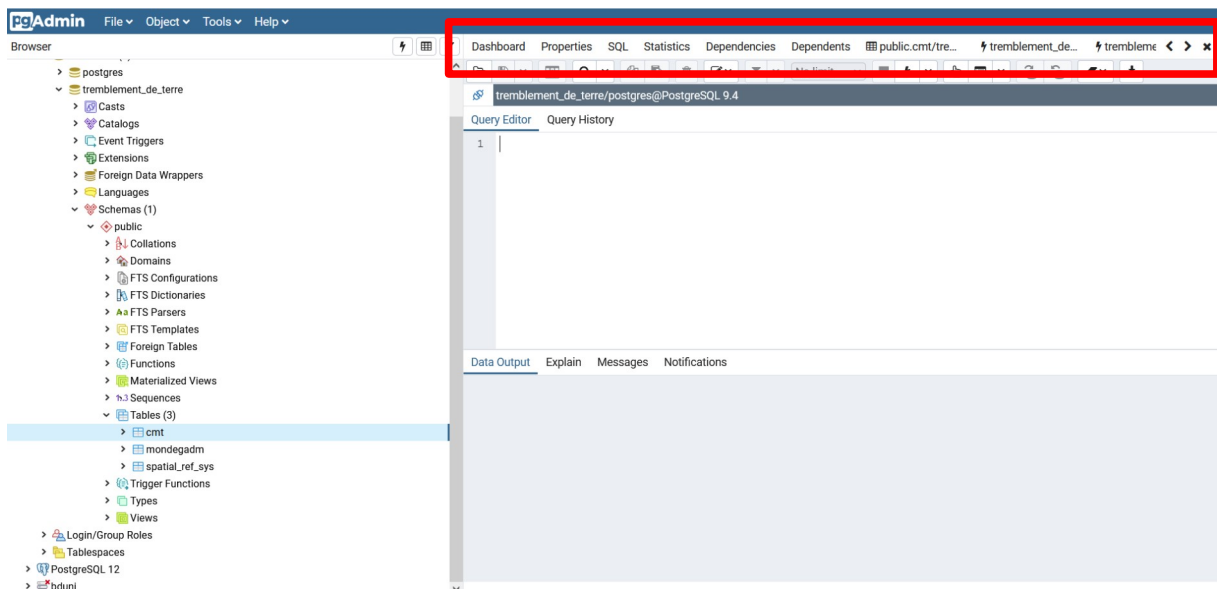 pgAdmin File Object Tools Help
Browser
Dashboard Properties SQL Statistics Dependencies Dependents public.cmt/tre... tremblement_de... trembleme
No limit
postgres
tremblement_de_terre
Casts
Catalogs
Event Triggers
Extensions
Foreign Data Wrappers
Languages
Schemas (1)
public
Collations
Domains
FTS Configurations
FTS Dictionaries
FTS Parsers
FTS Templates
Foreign Tables
Functions
Materialized Views
Sequences
Tables (3)
cmt
mondegadm
spatial_ref_sys
Trigger Functions
Types
Views
Login/Group Roles
Tablespaces
PostgreSQL 12
bduni
tremblement_de_terre/postgres@PostgreSQL 9.4
Query Editor Query History
1
Data Output Explain Messages Notifications